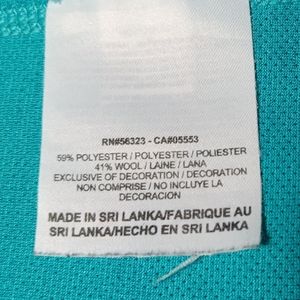 RN#56323 - CA#05553
59% POLYESTER / POLYESTER / POLIESTER
41% WOOL / LAINE / LANA
EXCLUSIVE OF DECORATION / DECORATION
NON COMPRISE / NO INCLUYE LA
DECORACION
MADE IN SRI LANKA/FABRIQUE AU
SRI LANKA/HECHO EN SRI LANKA